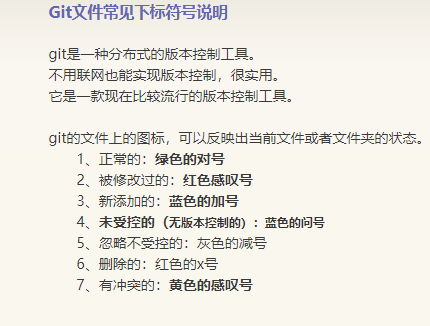 Git文件常见下标符号说明
git是一种分布式的版本控制工具。
不用联网也能实现版本控制，很实用。
它是一款现在比较流行的版本控制工具。
git的文件上的图标，可以反映出当前文件或者文件夹的状态。
1、正常的：绿色的对号
2、被修改过的：红色感叹号
3、新添加的：蓝色的加号
4、未受控的（无版本控制的）：蓝色的问号
5、忽略不受控的：灰色的减号
6、删除的：红色的x号
7、有冲突的：黄色的感叹号